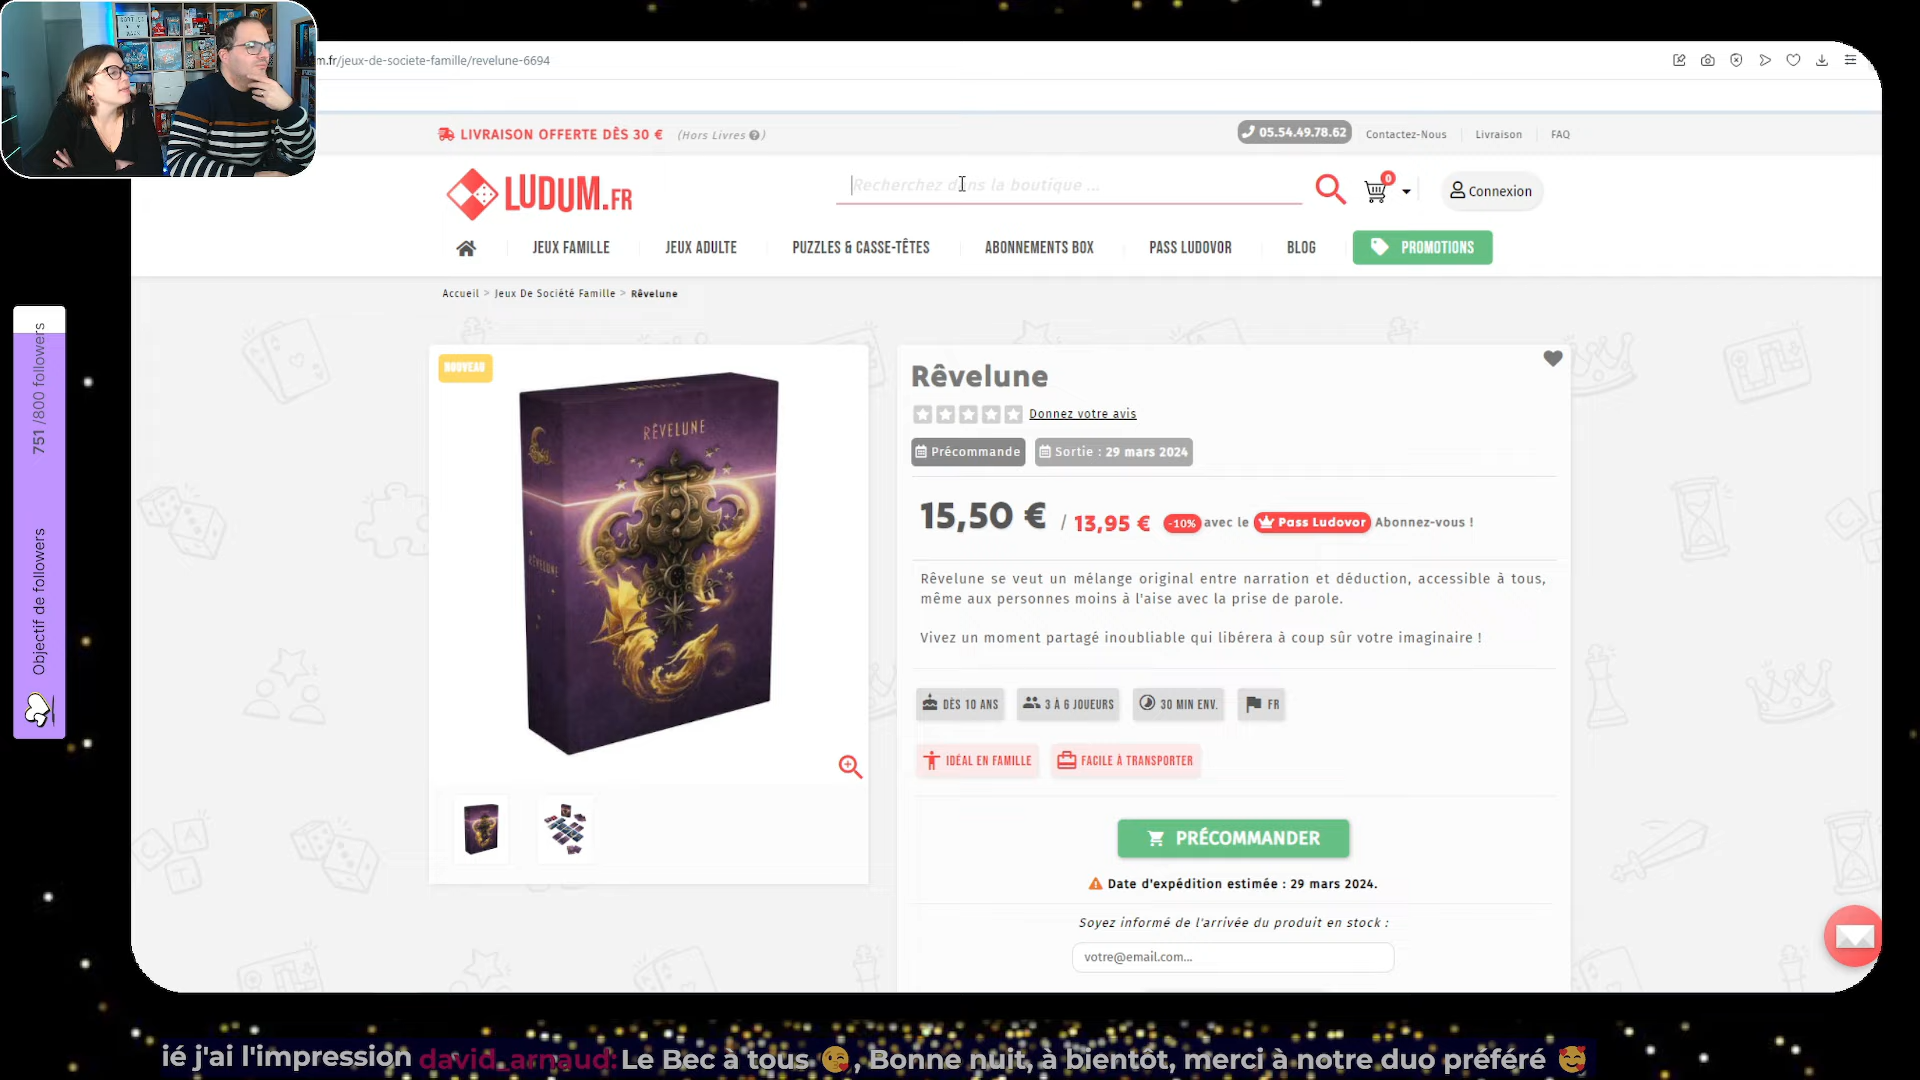 m.fr/jeux-de-societe-famille/revelune-6694
LIVRAISON OFFERTE DÈS 30 € (Hors Livres)
05.54.49.78.62
Contactez-Nous
Livraison
FAQ
LUDUM.FR
Recherchez dans la boutique ...
0
Connexion
JEUX FAMILLE
JEUX ADULTE
PUZZLES & CASSE-TÊTES
ABONNEMENTS BOX
PASS LUDOVOR
BLOG
PROMOTIONS
Accueil > Jeux De Société Famille > Rêvelune
NOUVEAU
RÊVELUNE
RÊVELUNE
Rêvelune
Donnez votre avis
Précommande
Sortie : 29 mars 2024
15,50 € / 13,95 € -10% avec le Pass Ludovor Abonnez-vous !
Rêvelune se veut un mélange original entre narration et déduction, accessible à tous,
même aux personnes moins à l'aise avec la prise de parole.
Vivez un moment partagé inoubliable qui libérera à coup sûr votre imaginaire !
DÈS 10 ANS
3 À 6 JOUEURS
30 MIN ENV.
FR
IDÉAL EN FAMILLE
FACILE À TRANSPORTER
PRÉCOMMANDER
Date d'expédition estimée : 29 mars 2024.
Soyez informé de l'arrivée du produit en stock :
votre@email.com...
Objectif de followers
751 /800 followers
ié j'ai l'impression david_arnaud: Le Bec à tous 😘, Bonne nuit, à bientôt, merci à notre duo préféré 🥰